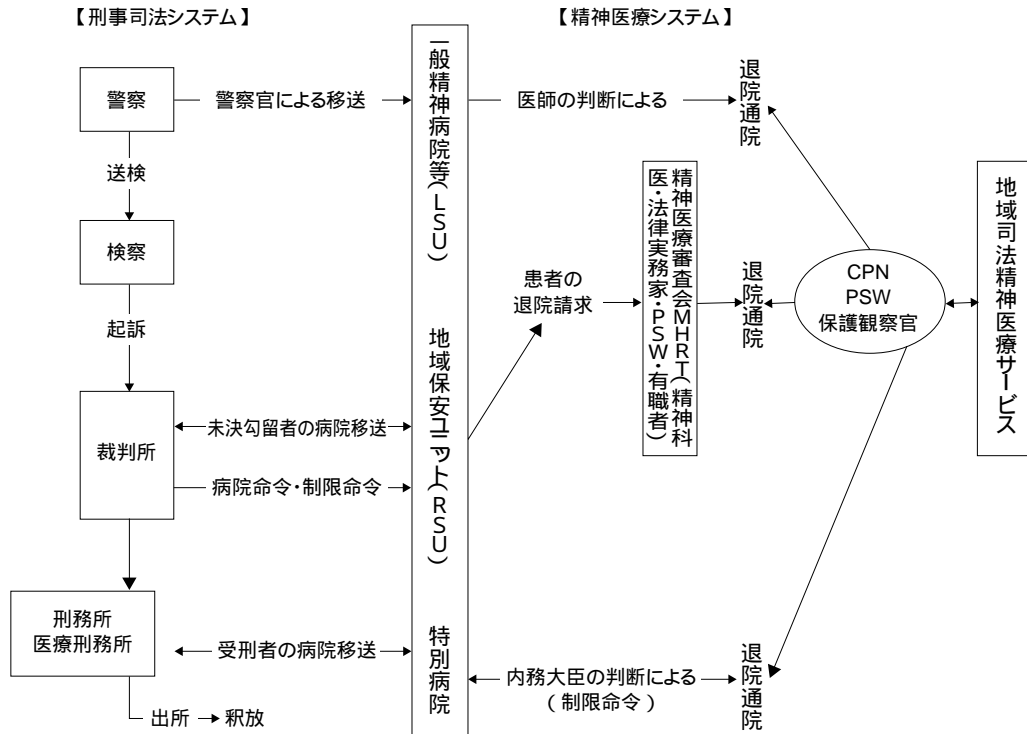 【刑事司法システム】
【精神医療システム】
警察
警察官による移送
送検
検察
起訴
裁判所
未決勾留者の病院移送
病院命令・制限命令
刑務所
医療刑務所
受刑者の病院移送
出所
釈放
一般精神病院等(LSU)
地域保安ユニット(RSU)
特別病院
医師の判断による
退院通院
患者の
退院請求
精神医療審査会MHRT(精神科
医・法律実務家・PSW・有職者)
退院通院
CPN
PSW
保護観察官
地域司法精神医療サービス
内務大臣の判断による
(制限命令)
退院通院